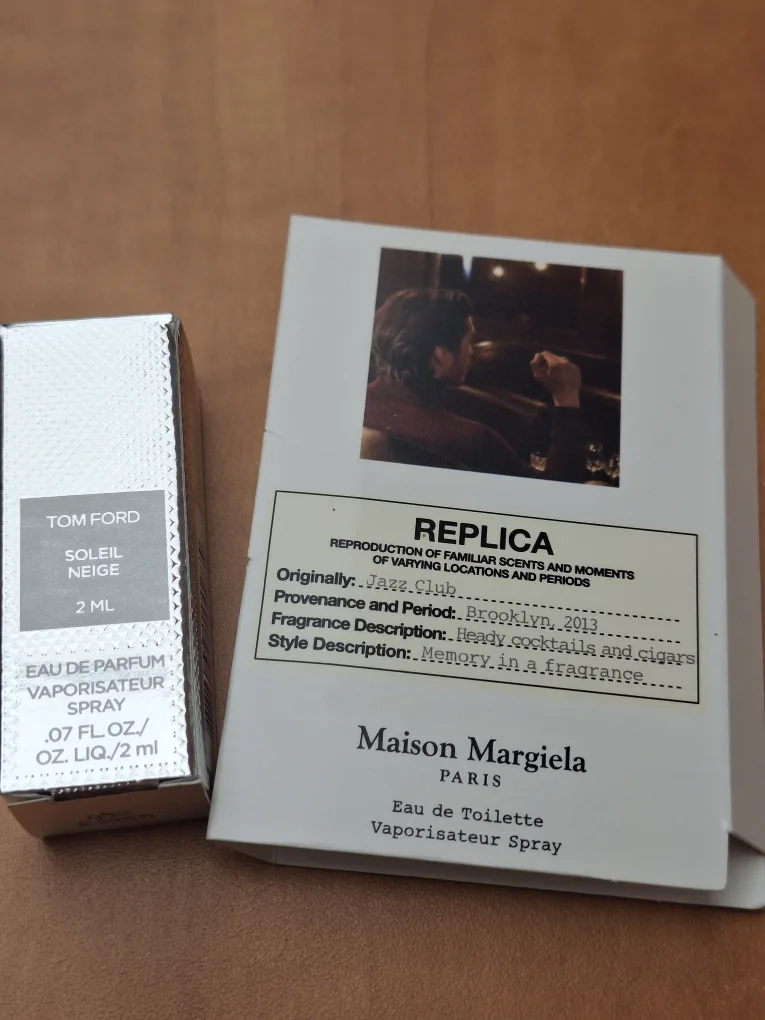 TOM FORD
SOLEIL
NEIGE
2 ML
EAU DE PARFUM
VAPORISATEUR
SPRAY
.07 FL.OZ./
OZ. LIQ./2 ml
REPLICA
REPRODUCTION OF FAMILIAR SCENTS AND MOMENTS
OF VARYING LOCATIONS AND PERIODS
Originally: Jazz Club
Provenance and Period: Brooklyn, 2013
Fragrance Description: Heady cocktails and cigars
Style Description: Memory in a fragrance
Maison Margiela
PARIS
Eau de Toilette
Vaporisateur Spray